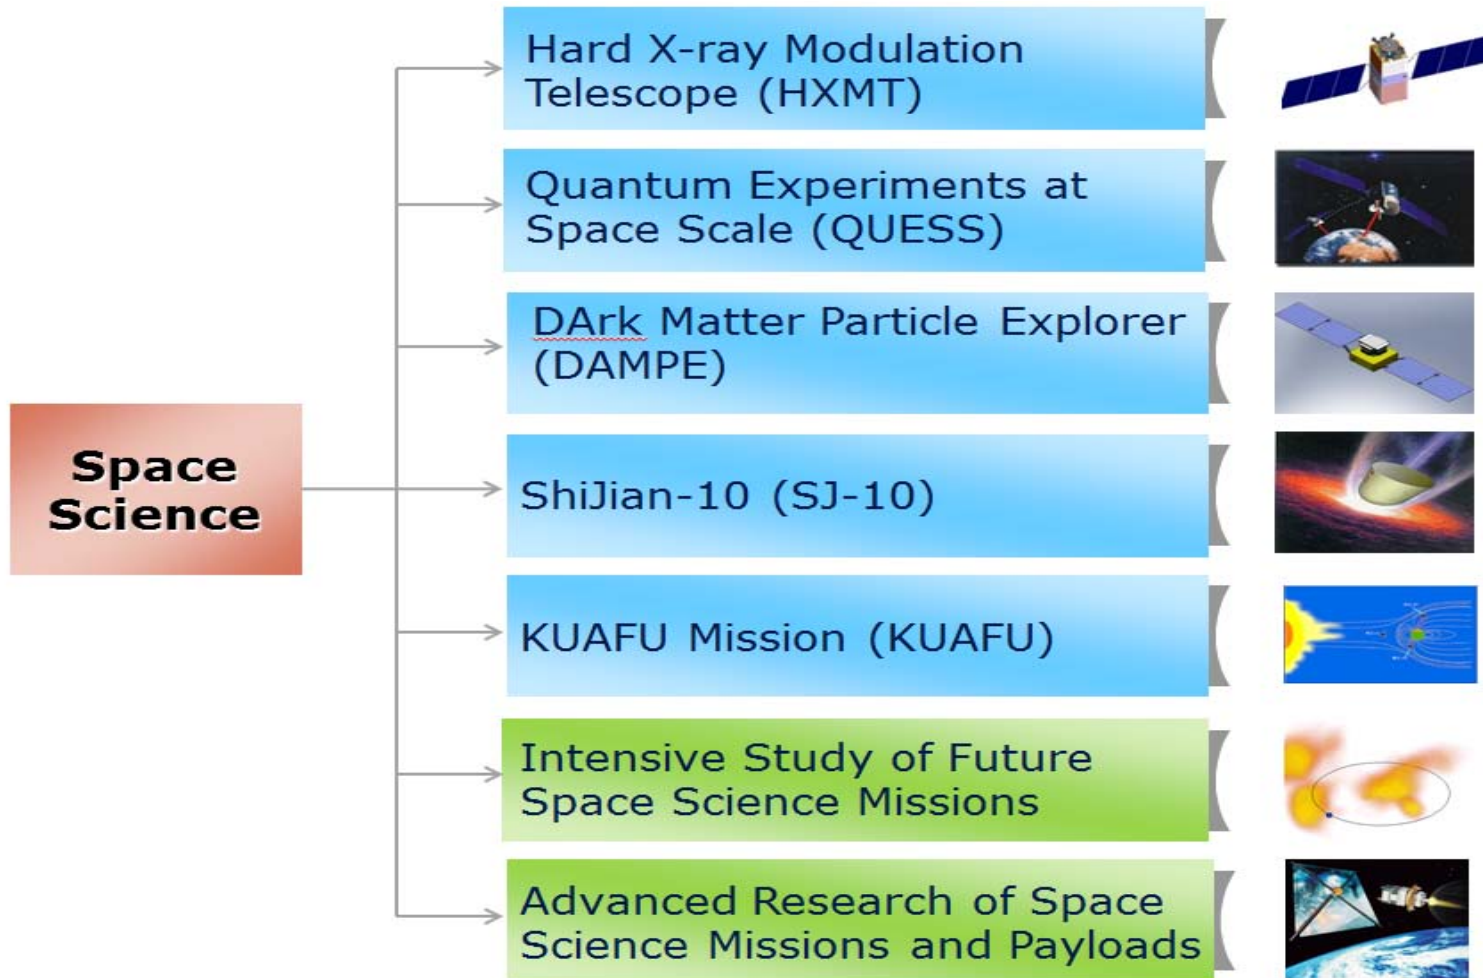 Space
Science
Hard X-ray Modulation
Telescope (HXMT)
Quantum Experiments at
Space Scale (QUESS)
DArk Matter Particle Explorer
(DAMPE)
ShiJian-10 (SJ-10)
KUAFU Mission (KUAFU)
Intensive Study of Future
Space Science Missions
Advanced Research of Space
Science Missions and Payloads